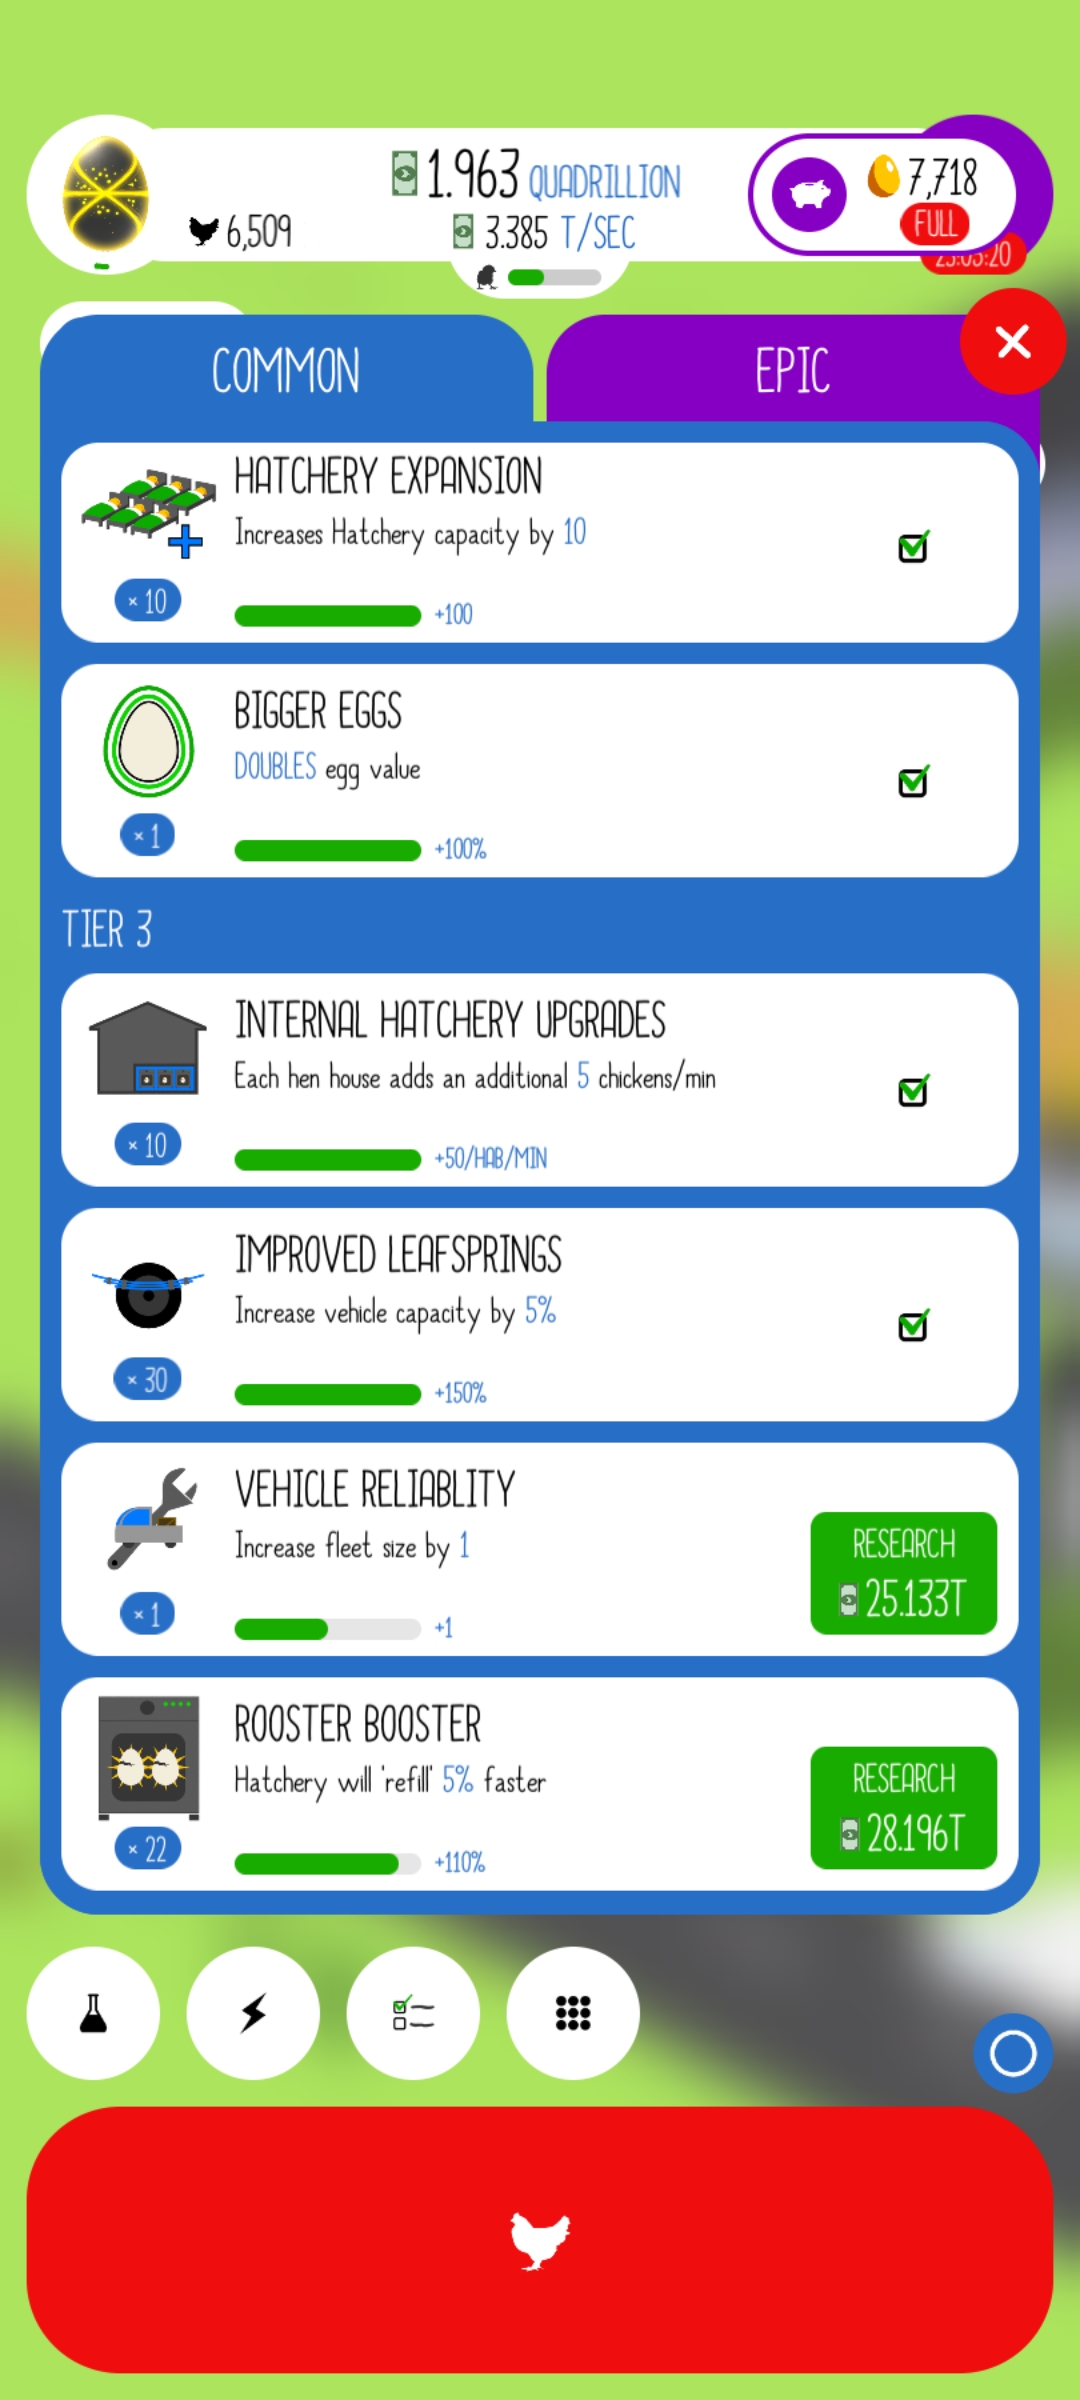 1.963 QUADRILLION
7,718
6,509
3.385 T/SEC
FULL
23:05:20
COMMON
EPIC
HATCHERY EXPANSION
Increases Hatchery capacity by 10
× 10
+100
BIGGER EGGS
DOUBLES egg value
× 1
+100%
TIER 3
INTERNAL HATCHERY UPGRADES
Each hen house adds an additional 5 chickens/min
× 10
+50/HAB/MIN
IMPROVED LEAFSPRINGS
Increase vehicle capacity by 5%
× 30
+150%
VEHICLE RELIABLITY
Increase fleet size by 1
RESEARCH
25.133T
× 1
+1
ROOSTER BOOSTER
Hatchery will 'refill' 5% faster
RESEARCH
28.196T
× 22
+110%